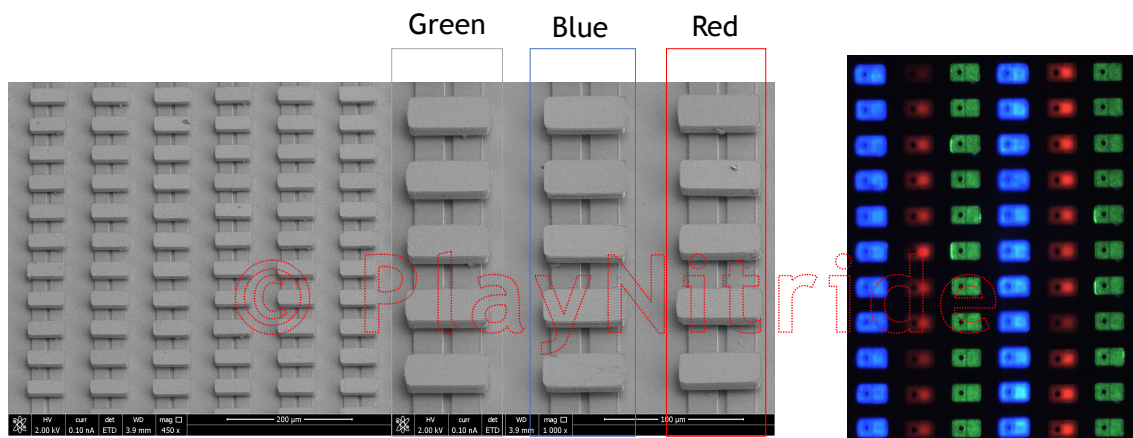 Green Blue Red
© PlayNitride
HV curr det WD mag □ 200 µm HV curr det WD mag □ 100 µm
2.00 kV 0.10 nA ETD 3.9 mm 450 x 2.00 kV 0.10 nA ETD 3.9 mm 1 000 x